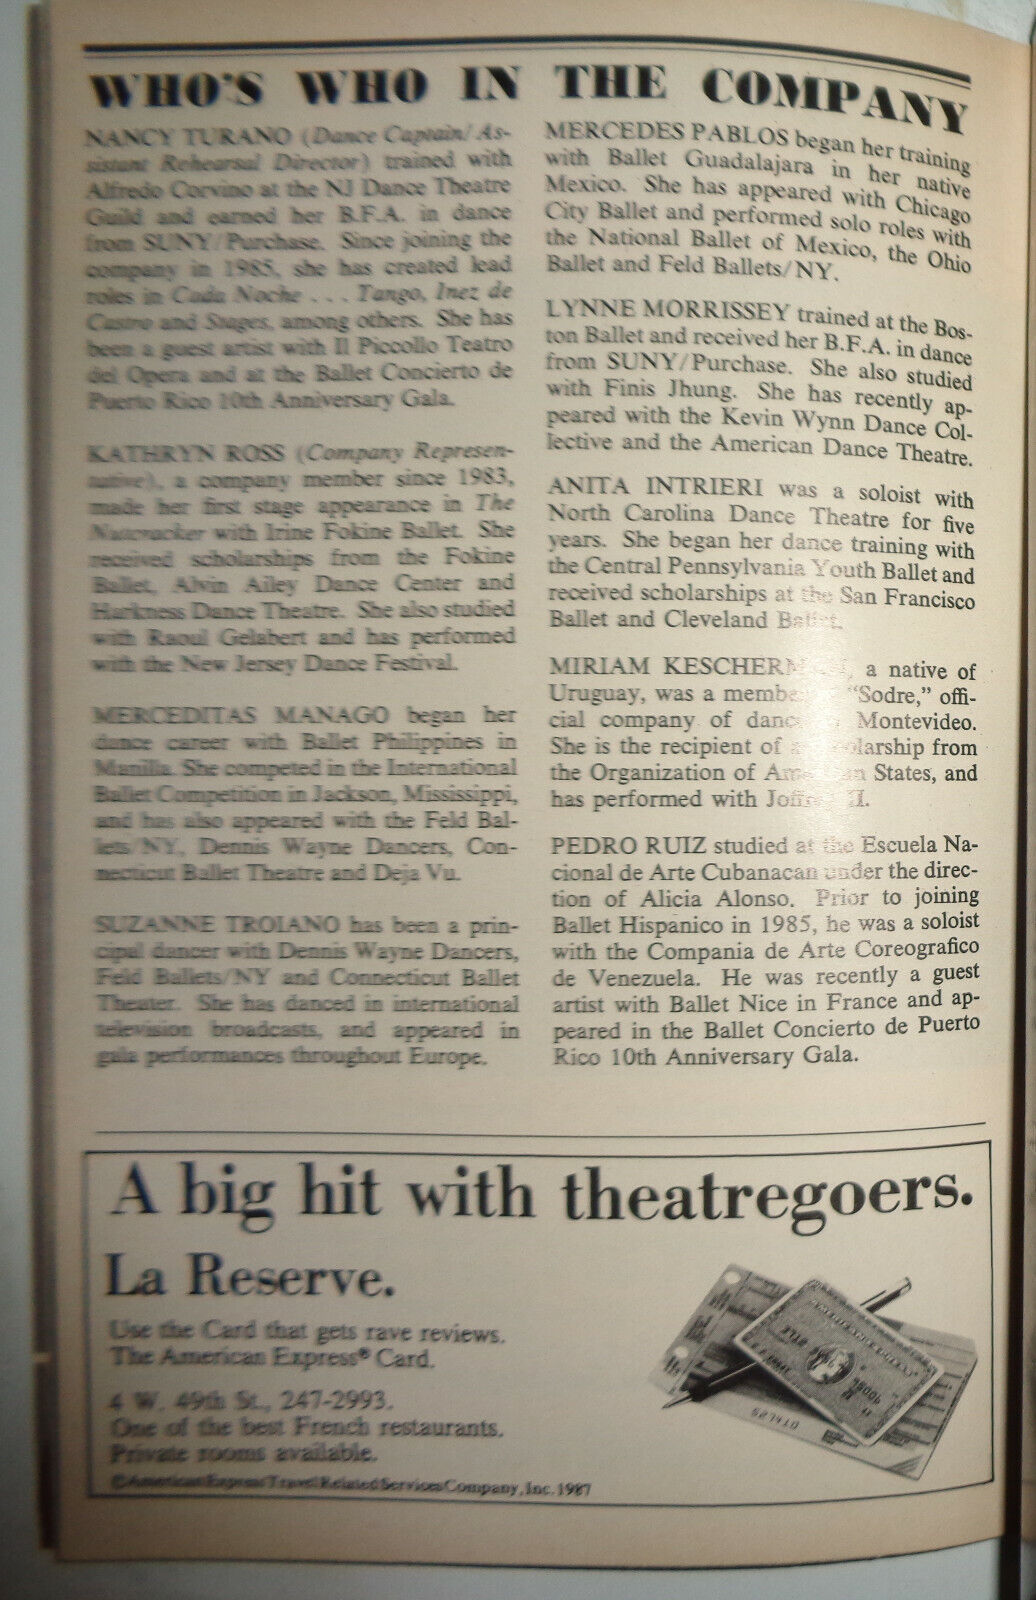 WHO'S WHO IN THE COMPANY
NANCY TURANO (Dance Captain/As-
sistant Rehearsal Director) trained with
Alfredo Corvino at the NJ Dance Theatre
Guild and earned her B.F.A. in dance
from SUNY/Purchase. Since joining the
company in 1985, she has created lead
roles in Cada Noche . . . Tango, Inez de
Castro and Stages, among others. She has
been a guest artist with Il Piccollo Teatro
del Opera and at the Ballet Concierto de
Puerto Rico 10th Anniversary Gala.
KATHRYN ROSS (Company Represen-
tative), a company member since 1983,
made her first stage appearance in The
Nutcracker with Irine Fokine Ballet. She
received scholarships from the Fokine
Ballet, Alvin Ailey Dance Center and
Harkness Dance Theatre. She also studied
with Raoul Gelabert and has performed
with the New Jersey Dance Festival.
MERCEDITAS MANAGO began her
dance career with Ballet Philippines in
Manilla. She competed in the International
Ballet Competition in Jackson, Mississippi,
and has also appeared with the Feld Bal-
lets/NY, Dennis Wayne Dancers, Con-
necticut Ballet Theatre and Deja Vu.
SUZANNE TROIANO has been a prin-
cipal dancer with Dennis Wayne Dancers,
Feld Ballets/NY and Connecticut Ballet
Theater. She has danced in international
television broadcasts, and appeared in
gala performances throughout Europe.
MERCEDES PABLOS began her training
with Ballet Guadalajara in her native
Mexico. She has appeared with Chicago
City Ballet and performed solo roles with
the National Ballet of Mexico, the Ohio
Ballet and Feld Ballets/NY.
LYNNE MORRISSEY trained at the Bos-
ton Ballet and received her B.F.A. in dance
from SUNY/Purchase. She also studied
with Finis Jhung. She has recently ap-
peared with the Kevin Wynn Dance Col-
lective and the American Dance Theatre.
ANITA INTRIERI was a soloist with
North Carolina Dance Theatre for five
years. She began her dance training with
the Central Pennsylvania Youth Ballet and
received scholarships at the San Francisco
Ballet and Cleveland Ballet.
MIRIAM a native of
Uruguay, was a member "Sodre," offi-
cial company of dance Montevideo.
She is the recipient of a scholarship from
the Organization of American States, and
has performed with Joffrey II.
PEDRO RUIZ studied at the Escuela Na-
cional de Arte Cubanacan under the direc-
tion of Alicia Alonso. Prior to joining
Ballet Hispanico in 1985, he was a soloist
with the Compania de Arte Coreografico
de Venezuela. He was recently a guest
artist with Ballet Nice in France and ap-
peared in the Ballet Concierto de Puerto
Rico 10th Anniversary Gala.
A big hit with theatregoers.
La Reserve.
Use the Card that gets rave reviews.
The American Express® Card.
4 W. 49th St., 247-2993.
One of the best French restaurants.
Private rooms available.
©American Express Travel Related Services Company, Inc. 1987